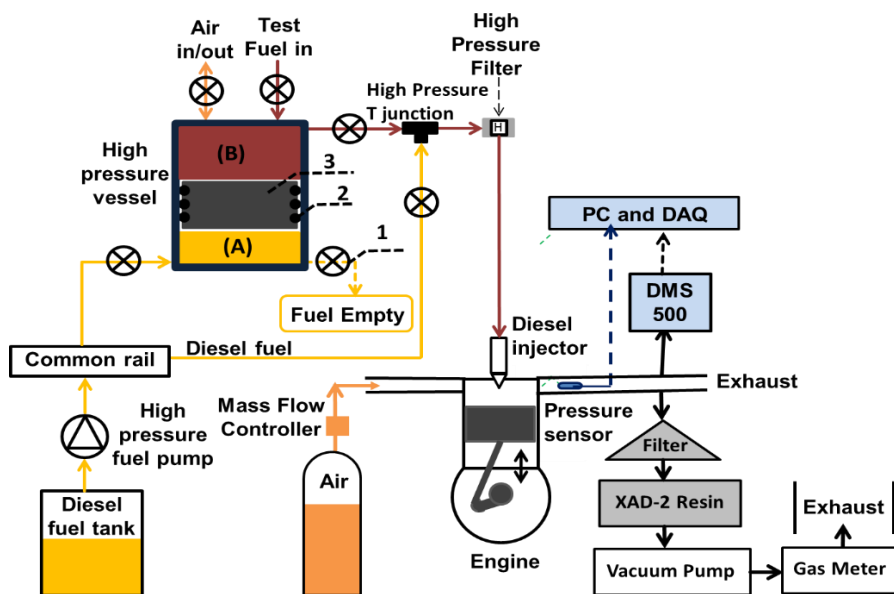 Air
in/out
Test
Fuel in
High
Pressure
Filter
High Pressure
T junction
H
High
pressure
vessel
(B)
3
2
(A)
1
PC and DAQ
DMS
500
Fuel Empty
Diesel
injector
Common rail
Diesel fuel
Exhaust
Mass Flow
Controller
Pressure
sensor
High
pressure
fuel pump
Filter
Air
XAD-2 Resin
Exhaust
Diesel
fuel tank
Engine
Vacuum Pump
Gas Meter